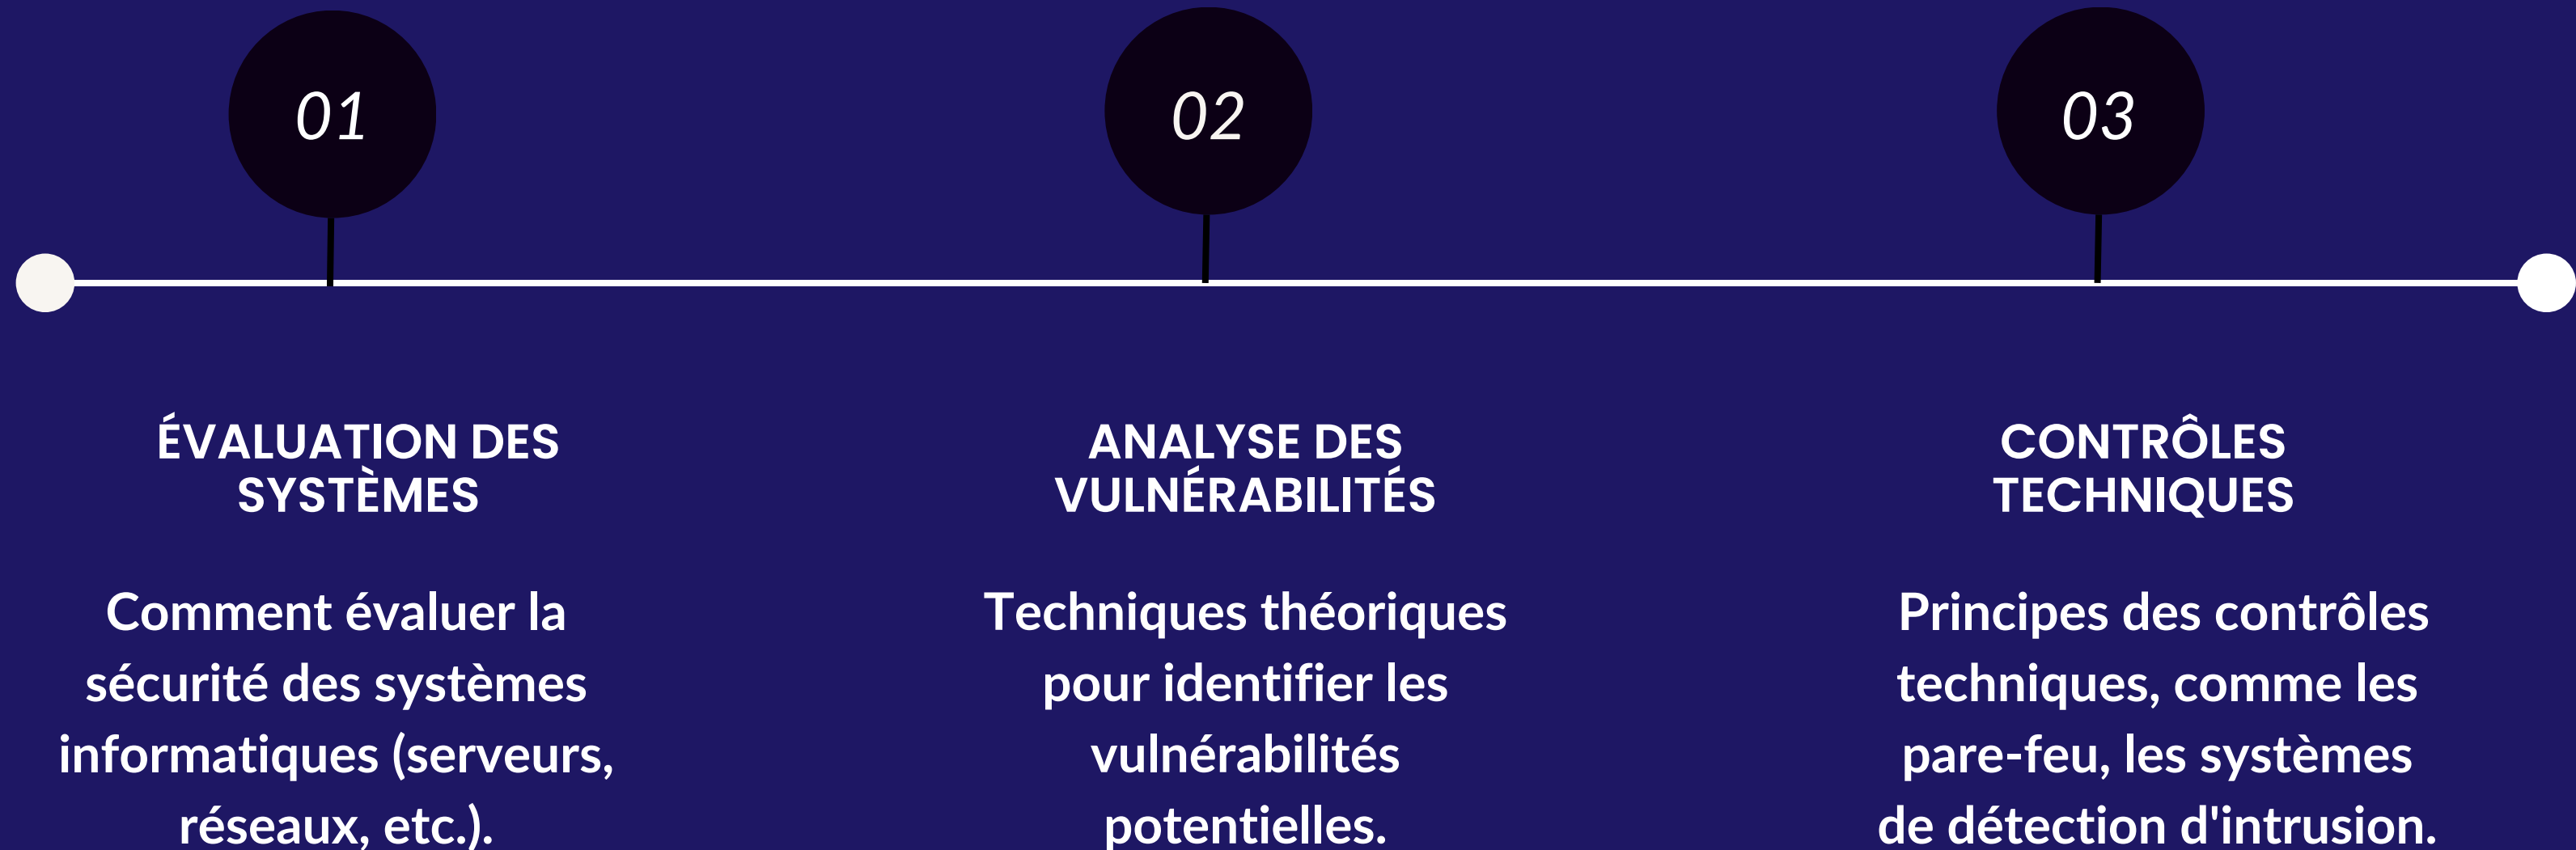 01
02
03
ÉVALUATION DES
SYSTÈMES
Comment évaluer la
sécurité des systèmes
informatiques (serveurs,
réseaux, etc.).
ANALYSE DES
VULNÉRABILITÉS
Techniques théoriques
pour identifier les
vulnérabilités
potentielles.
CONTRÔLES
TECHNIQUES
Principes des contrôles
techniques, comme les
pare-feu, les systèmes
de détection d'intrusion.